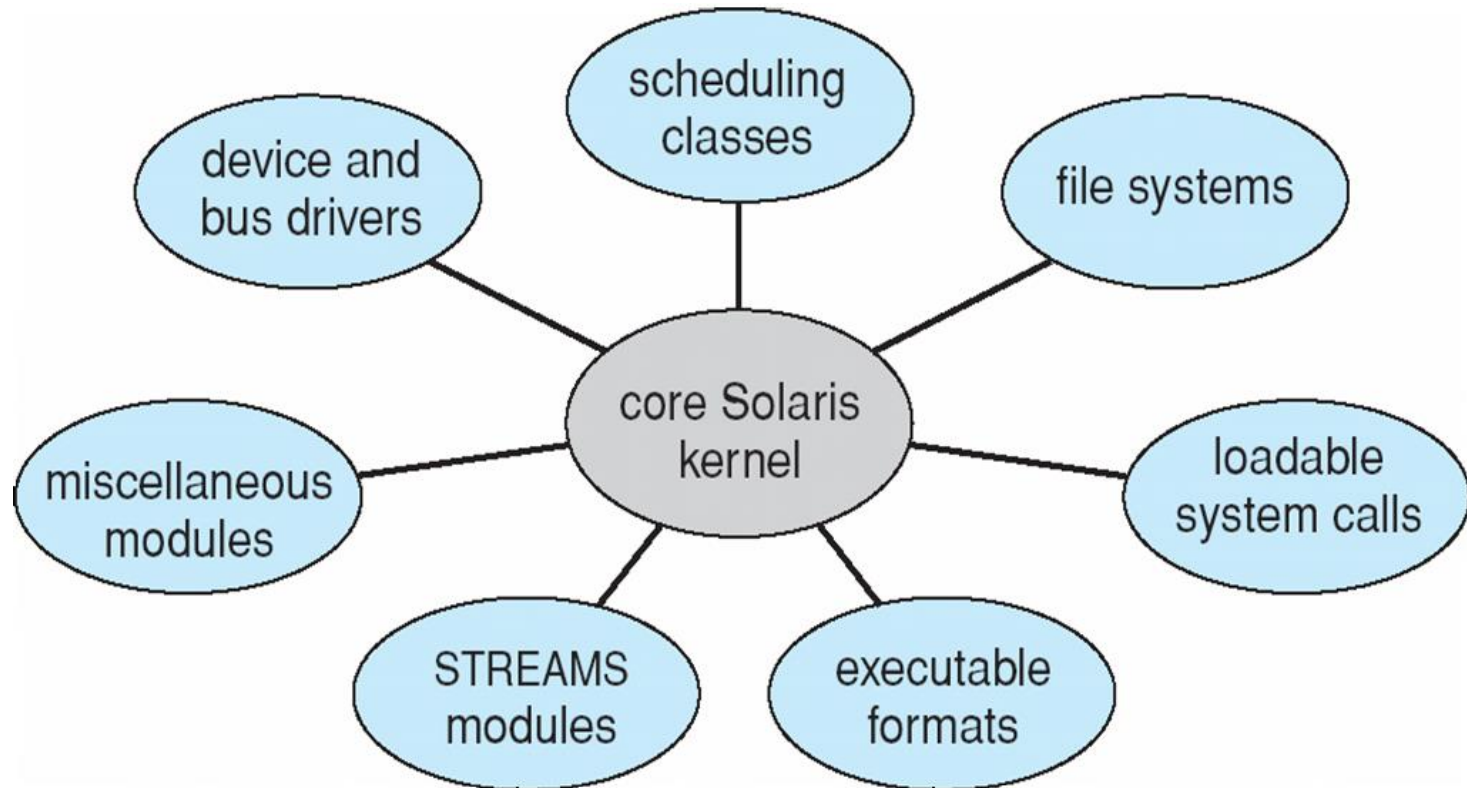 scheduling
classes
device and
bus drivers
file systems
core Solaris
kernel
miscellaneous
modules
loadable
system calls
STREAMS
modules
executable
formats